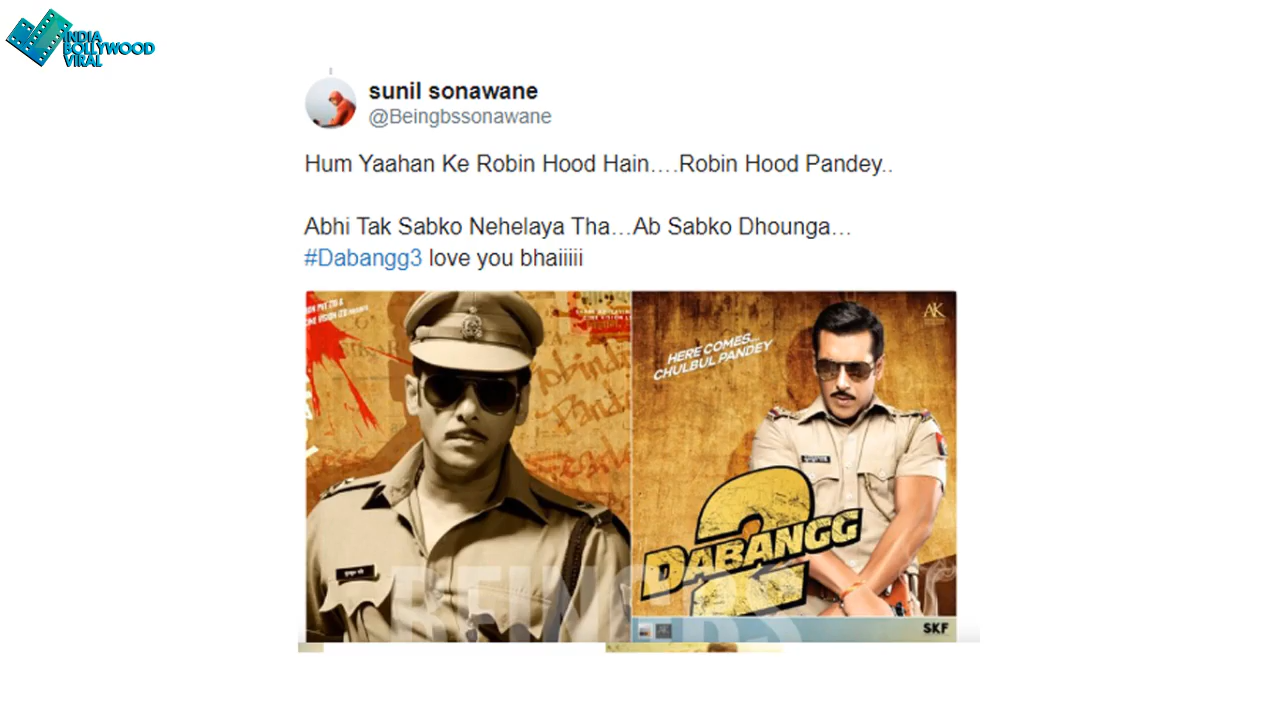 INDIA
BOLLYWOOD
VIRAL
sunil sonawane
@Beingbssonawane
Hum Yaahan Ke Robin Hood Hain....Robin Hood Pandey..
Abhi Tak Sabko Nehelaya Tha...Ab Sabko Dhounga...
#Dabangg3 love you bhaiiiii
HERE COMES...
CHULBUL PANDEY
AK
2
DABANGG
SKF